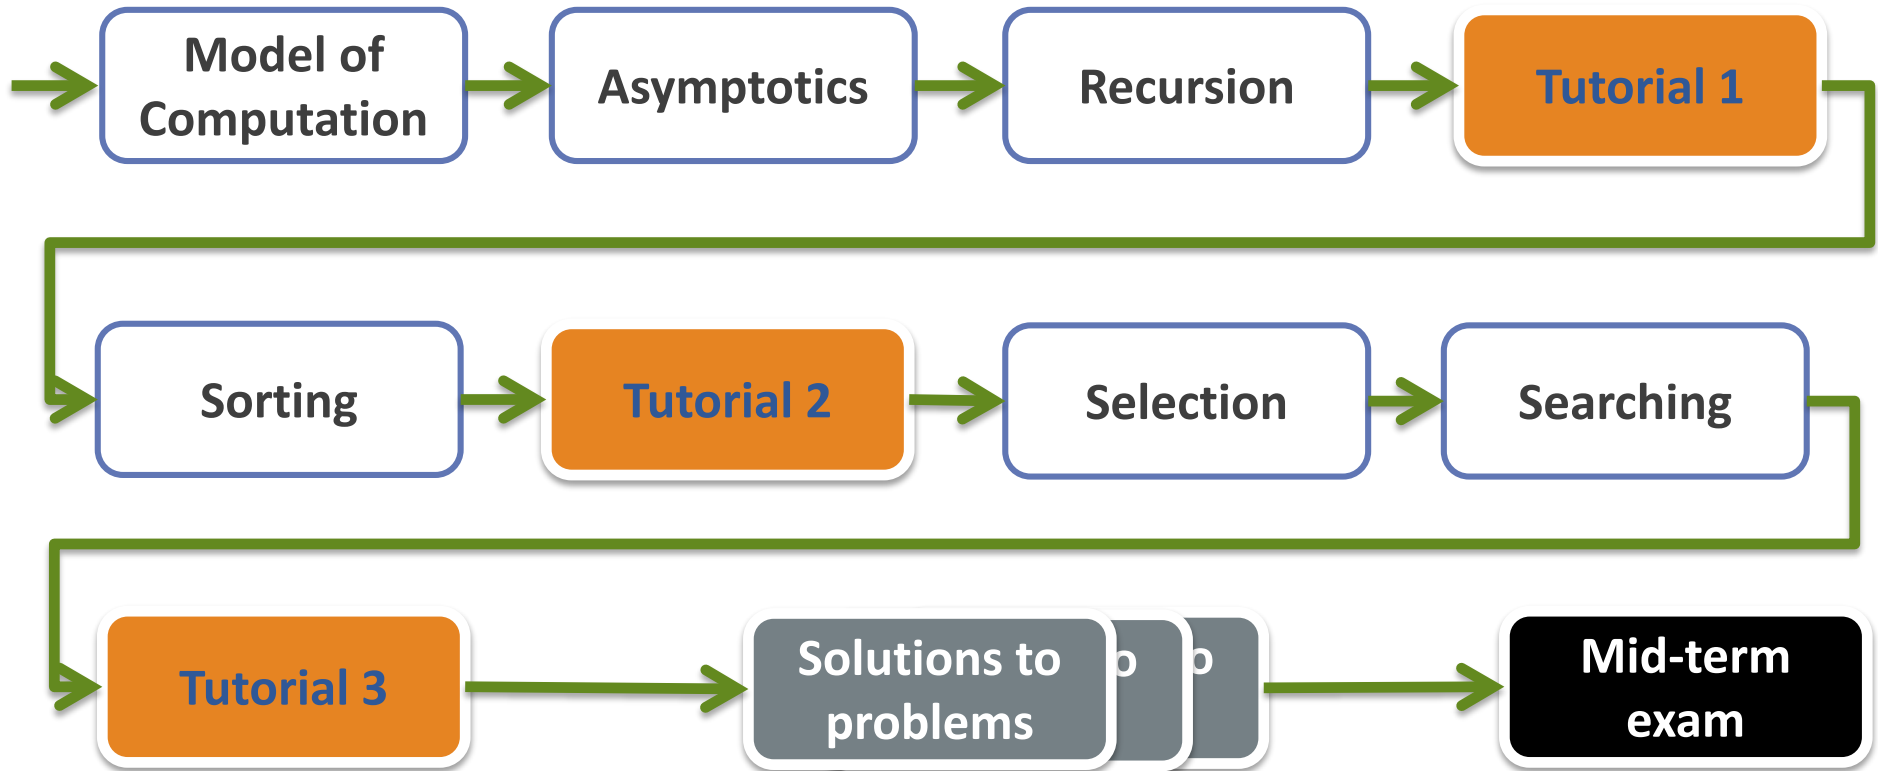 Model of
Computation
Asymptotics
Recursion
Tutorial 1
Sorting
Tutorial 2
Selection
Searching
Tutorial 3
Solutions to
problems
o
o
Mid-term
exam